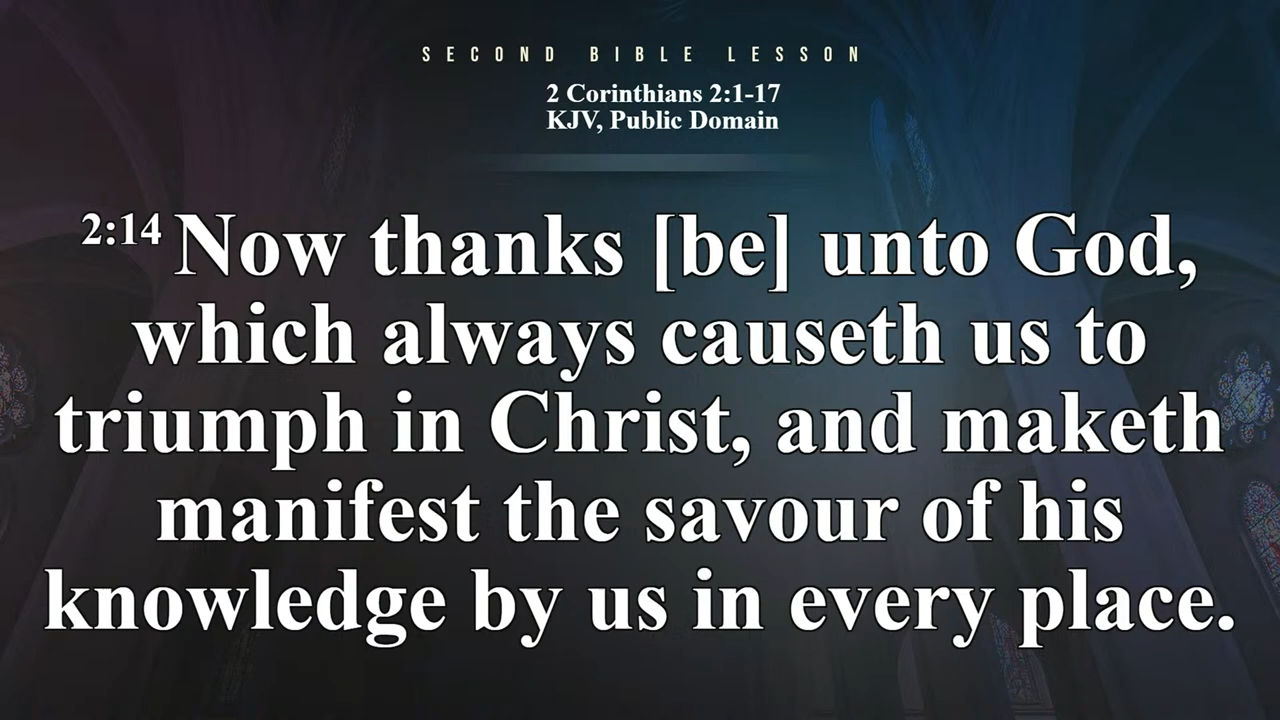 SECOND BIBLE LESSON
2 Corinthians 2:1-17
KJV, Public Domain
2:14 Now thanks [be] unto God,
which always causeth us to
triumph in Christ, and maketh
manifest the savour of his
knowledge by us in every place.